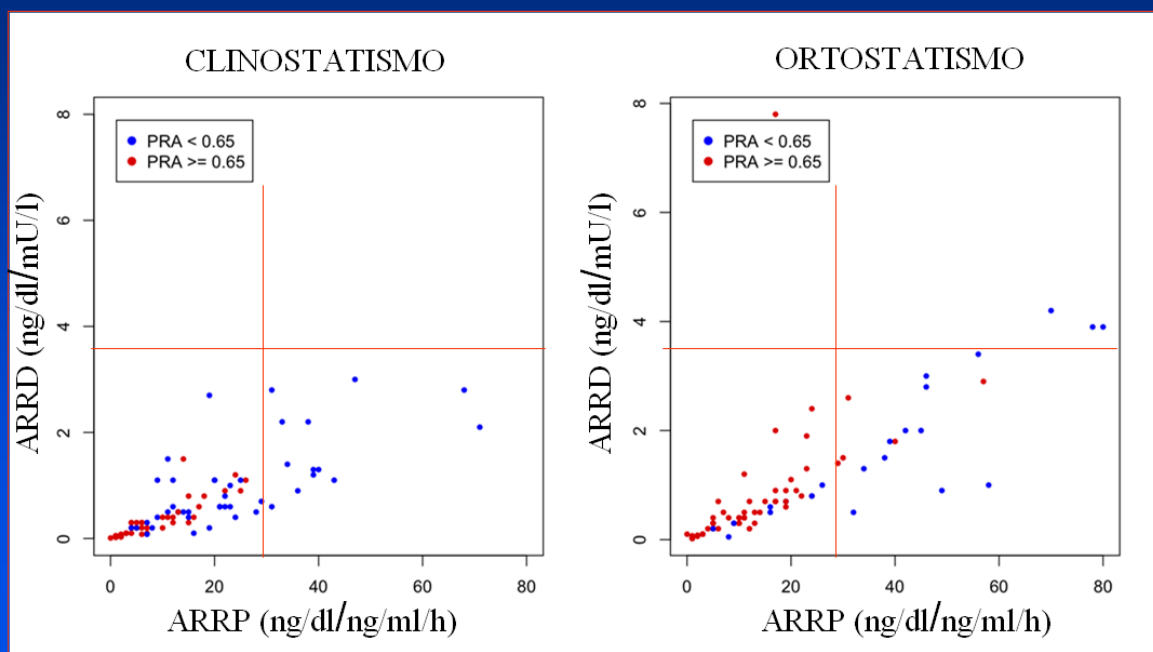 CLINOSTATISMO
PRA < 0.65
PRA >= 0.65
ARRD (ng/dl/mU/l)
8
6
4
2
0
0 20 40 60 80
ARRP (ng/dl/ng/ml/h)
ORTOSTATISMO
PRA < 0.65
PRA >= 0.65
ARRD (ng/dl/mU/l)
8
6
4
2
0
0 20 40 60 80
ARRP (ng/dl/ng/ml/h)